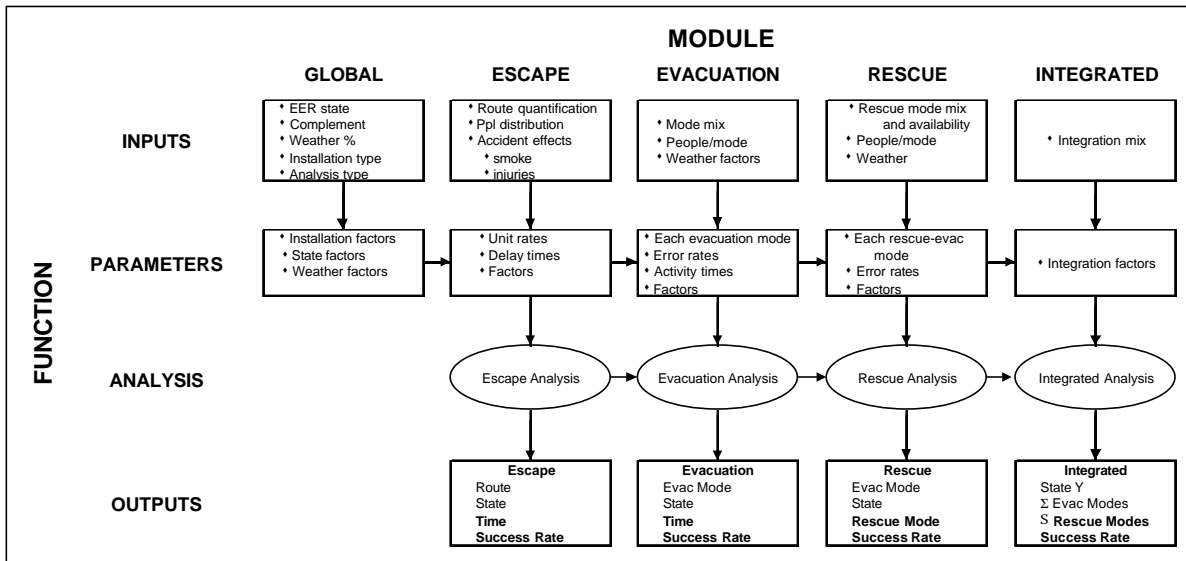 MODULE
GLOBAL
ESCAPE
EVACUATION
RESCUE
INTEGRATED
FUNCTION
INPUTS
♦ EER state
♦ Complement
♦ Weather %
♦ Installation type
♦ Analysis type
♦ Route quantification
♦ Ppl distribution
♦ Accident effects
♦ smoke
♦ injuries
♦ Mode mix
♦ People/mode
♦ Weather factors
♦ Rescue mode mix
and availability
♦ People/mode
♦ Weather
♦ Integration mix
PARAMETERS
♦ Installation factors
♦ State factors
♦ Weather factors
♦ Unit rates
♦ Delay times
♦ Factors
♦ Each evacuation mode
♦ Error rates
♦ Activity times
♦ Factors
♦ Each rescue-evac
mode
♦ Error rates
♦ Factors
♦ Integration factors
ANALYSIS
Escape Analysis
Evacuation Analysis
Rescue Analysis
Integrated Analysis
OUTPUTS
Escape
Route
State
Time
Success Rate
Evacuation
Evac Mode
State
Time
Success Rate
Rescue
Evac Mode
State
Rescue Mode
Success Rate
Integrated
State Y
Σ Evac Modes
S Rescue Modes
Success Rate